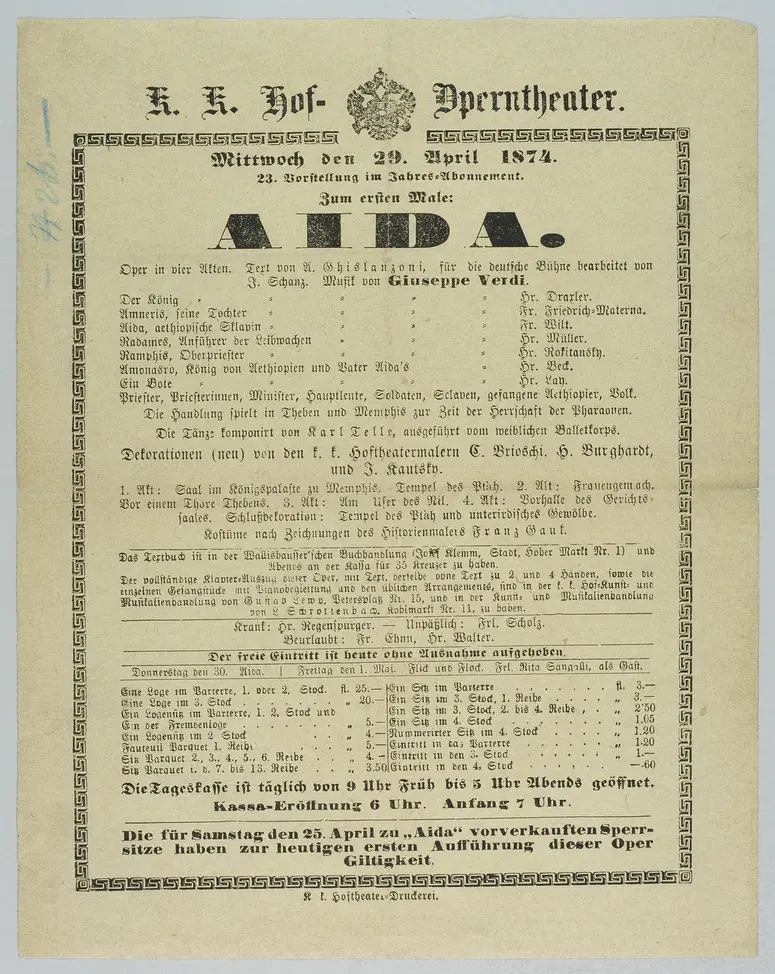 K. K. Hof-Operntheater.
Mittwoch den 29. April 1874.
23. Vorstellung im Jahres-Abonnement.
Zum ersten Male:
AIDA.
Oper in vier Akten. Text von A. Ghislanzoni, für die deutsche Bühne bearbeitet von
J. Schanz. Musik von Giuseppe Verdi.
Der König Hr. Draxler.
Amneris, seine Tochter Fr. Friedrich-Materna.
Aida, aethiopische Sklavin Fr. Wilt.
Radames, Anführer der Leibwachen Hr. Müller.
Ramphis, Oberpriester Hr. Rokitansky.
Amonasro, König von Aethiopien und Vater Aida's Hr. Beck.
Ein Bote Hr. Lay.
Priester, Priesterinnen, Minister, Hauptleute, Soldaten, Sclaven, gefangene Aethiopier, Volk.
Die Handlung spielt in Theben und Memphis zur Zeit der Herrschaft der Pharaonen.
Die Tänze komponirt von Karl Telle, ausgeführt vom weiblichen Balletkorps.
Dekorationen (neu) von den k. k. Hoftheatermalern C. Brioschi. H. Burghardt,
und J. Kautsky.
1. Akt: Saal im Königspalaste zu Memphis. Tempel des Ptah. 2. Akt: Frauengemach.
Vor einem Thore Thebens. 3. Akt: Am Ufer des Nil. 4. Akt: Vorhalle des Gerichts-
saales. Schlußdekoration: Tempel des Ptah und unterirdisches Gewölbe.
Kostüme nach Zeichnungen des Historienmalers Franz Gaul.
Das Textbuch ist in der Wallishausser'schen Buchhandlung (Josef Klemm, Stadt, Hoher Markt Nr. 1) und
Abends an der Kassa für 35 Kreuzer zu haben.
Der vollständige Klavier-Auszug dieser Oper, mit Text, derselbe ohne Text zu 2 und 4 Händen, sowie die
einzelnen Gesangstücke mit Pianobegleitung und den üblichen Arrangements, sind in der k. k. Hof-Kunst- und
Musikalienhandlung von Gustav Lewy, Petersplatz Nr. 15, und in der Kunst- und Musikalienhandlung
von L. Schrottenbach, Kohlmarkt Nr. 11, zu haben.
Krank: Hr. Regenspurger. — Unpäßlich: Frl. Scholz.
Beurlaubt: Fr. Ehnn, Hr. Walter.
Der freie Eintritt ist heute ohne Ausnahme aufgehoben.
Donnerstag den 30. Aida. | Freitag den 1. Mai. Flick und Flock. Frl. Rita Sangalli, als Gast.
Eine Loge im Parterre, 1. oder 2. Stock. fl. 25.—
Eine Loge im 3. Stock „ 20.—
Ein Logensitz im Parterre, 1. 2. Stock und
Ein der Fremdenloge „ 5.—
Ein Logensitz im 2 Stock „ 4.—
Fauteuil Parquet 1. Reihe „ 5.—
Sitz Parquet 2., 3., 4., 5., 6. Reihe „ 4.—
Sitz Parquet i. d. 7. bis 13. Reihe „ 3.50
Ein Sitz im Parterre fl. 3.—
Ein Sitz im 3. Stock, 1. Reihe „ 3.—
Ein Sitz im 3. Stock, 2. bis 4. Reihe „ 2'50
Ein Sitz im 4. Stock „ 1.05
Nummerirter Sitz im 4. Stock „ 1.20
Eintritt in das Parterre „ 1.20
Eintritt in den 3. Stock „ 1.—
Eintritt in den 4. Stock —.60
Die Tageskasse ist täglich von 9 Uhr Früh bis 5 Uhr Abends geöffnet.
Kassa-Eröffnung 6 Uhr. Anfang 7 Uhr.
Die für Samstag den 25. April zu „Aida“ vorverkauften Sperr-
sitze haben zur heutigen ersten Aufführung dieser Oper
Giltigkeit.
K k. Hoftheater-Druckerei.